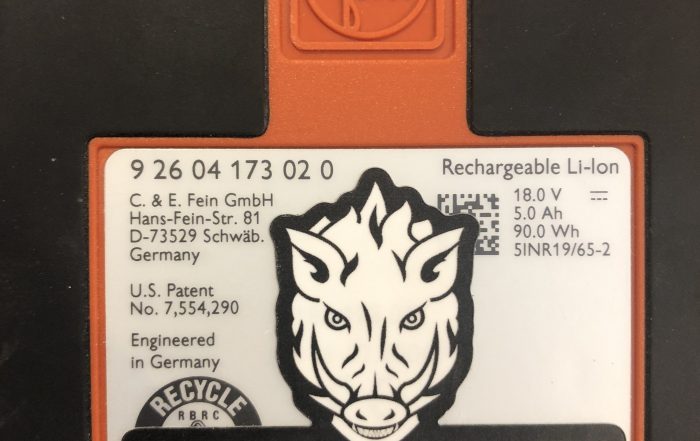 9 26 04 173 02 0
Rechargeable Li-Ion
C. & E. Fein GmbH
Hans-Fein-Str. 81
D-73529 Schwäb.
Germany
18.0 V
5.0 Ah
90.0 Wh
5INR19/65-2
U.S. Patent
No. 7,554,290
Engineered
in Germany
RECYCLE
RBRC